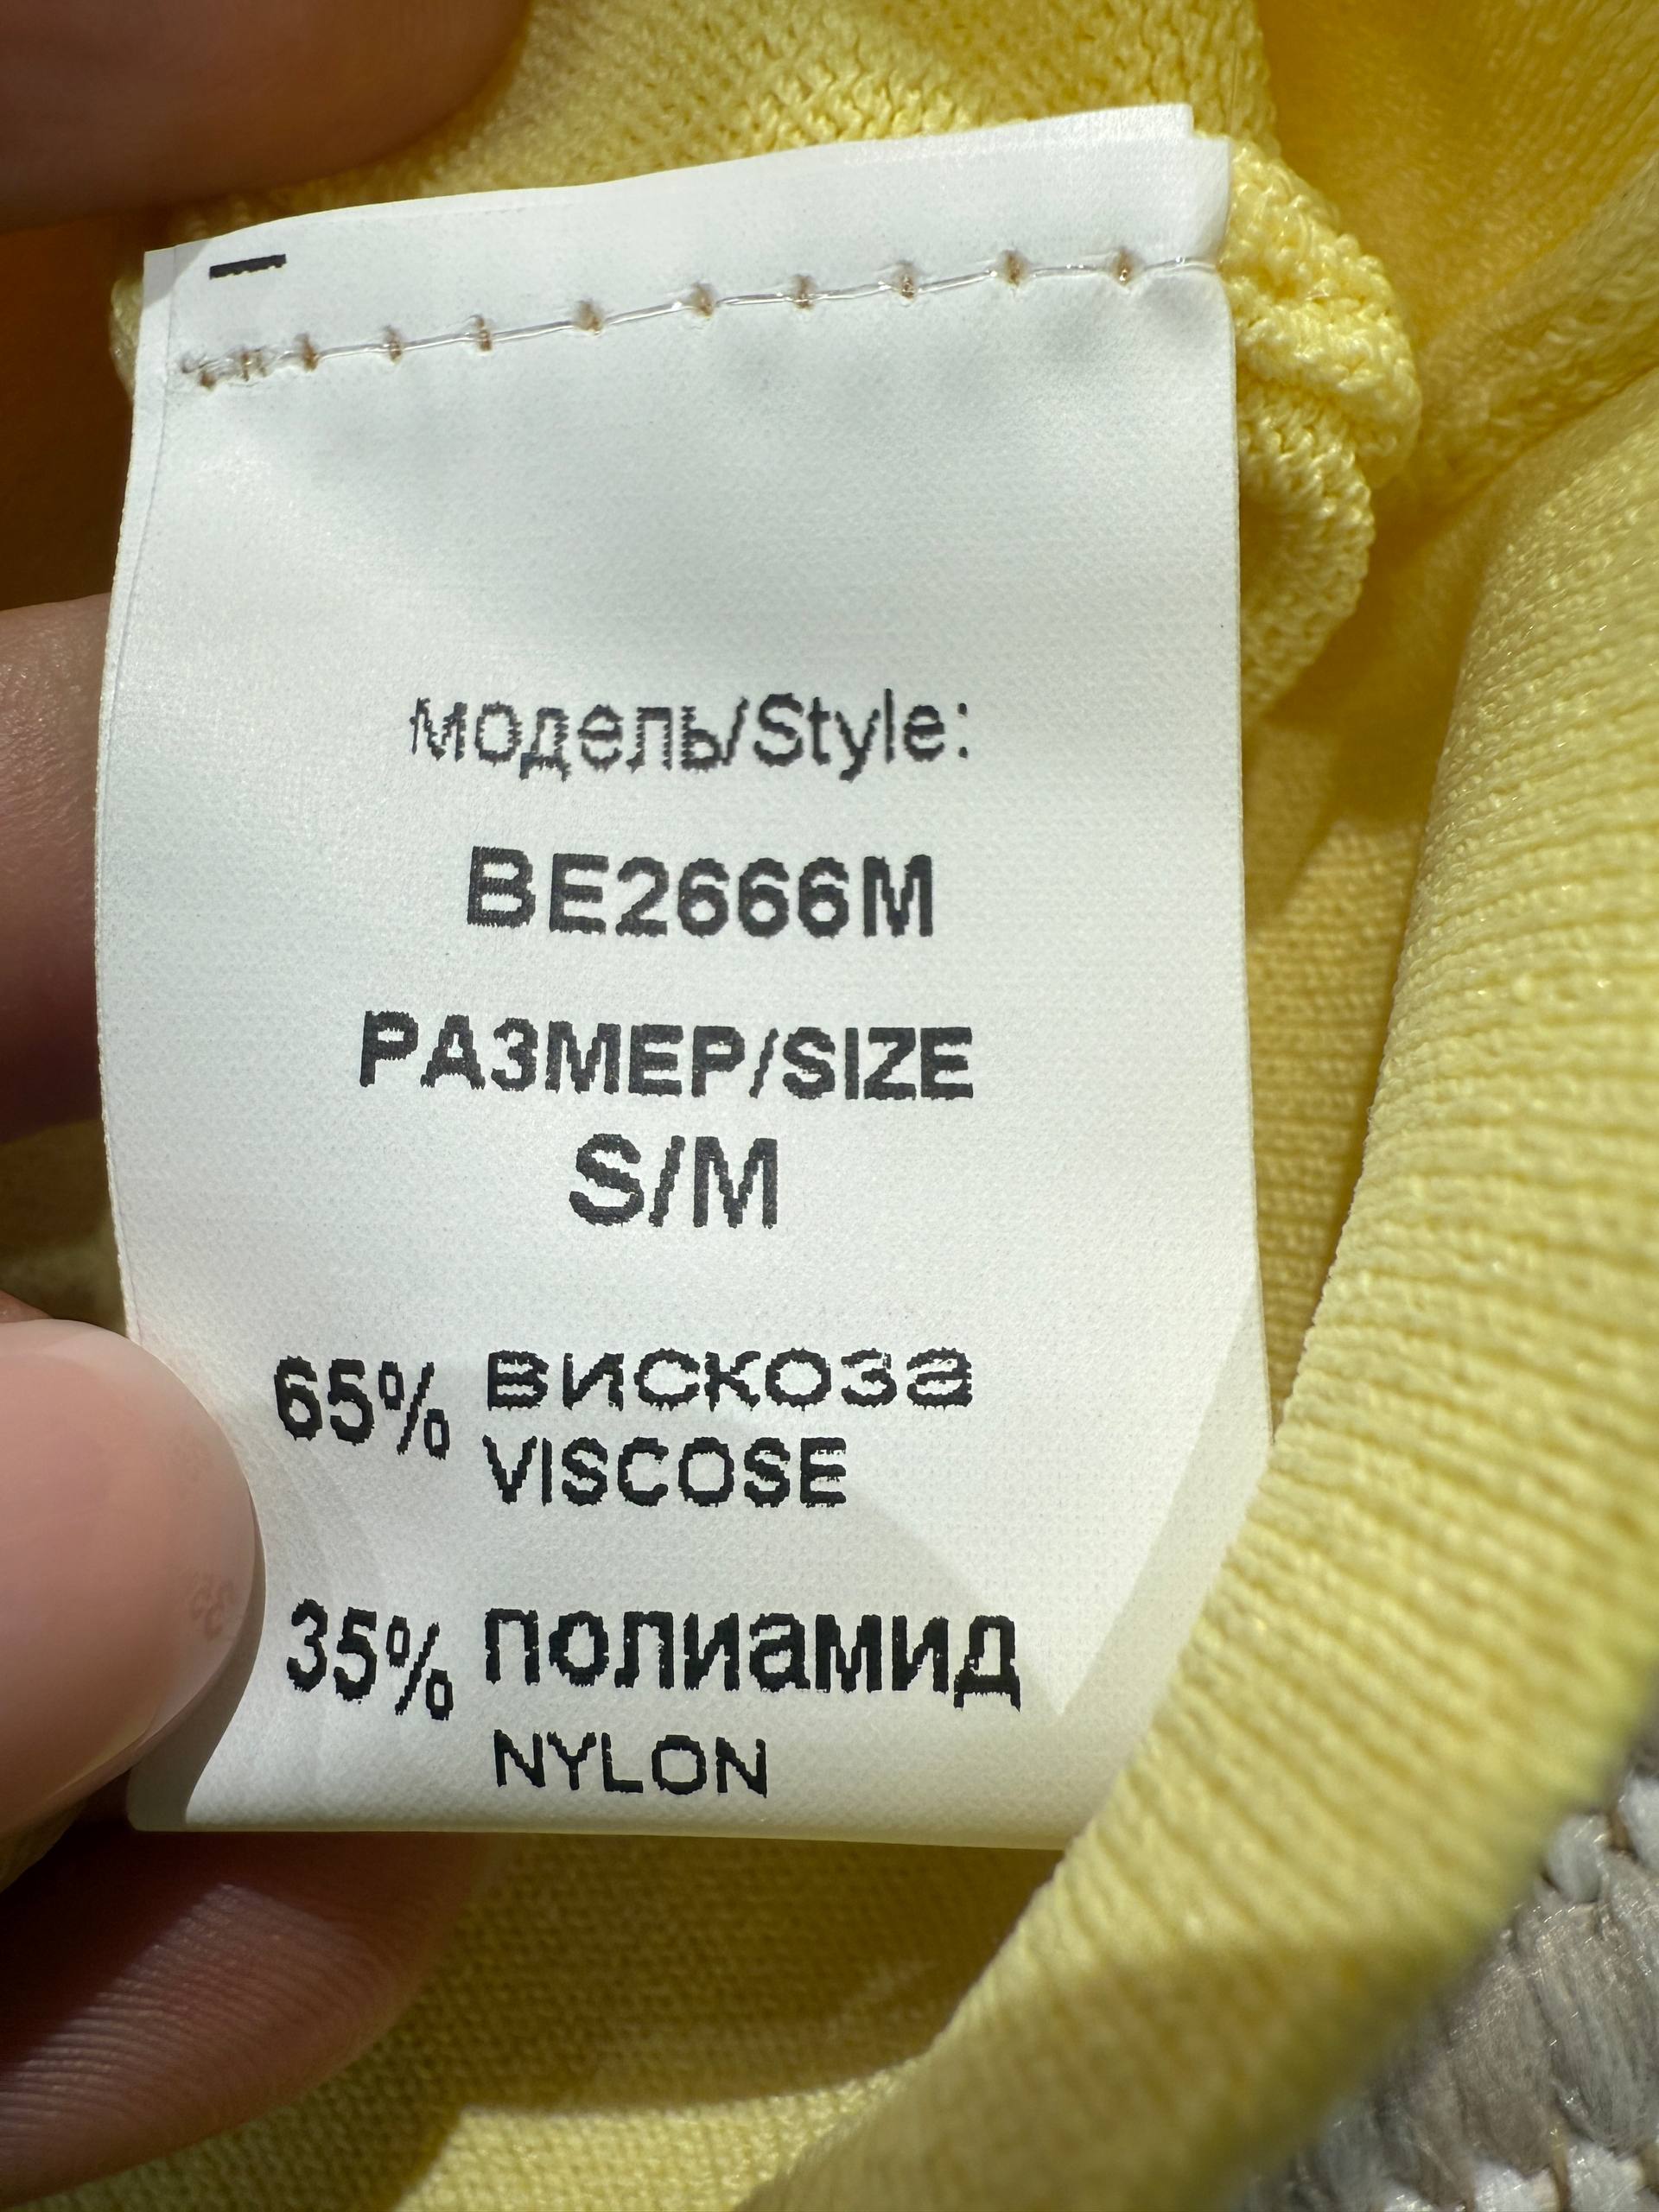 модель/Style:
BE2666M
РАЗМЕР/SIZE
S/M
65% вискоза
VISCOSE
35% полиамид
NYLON